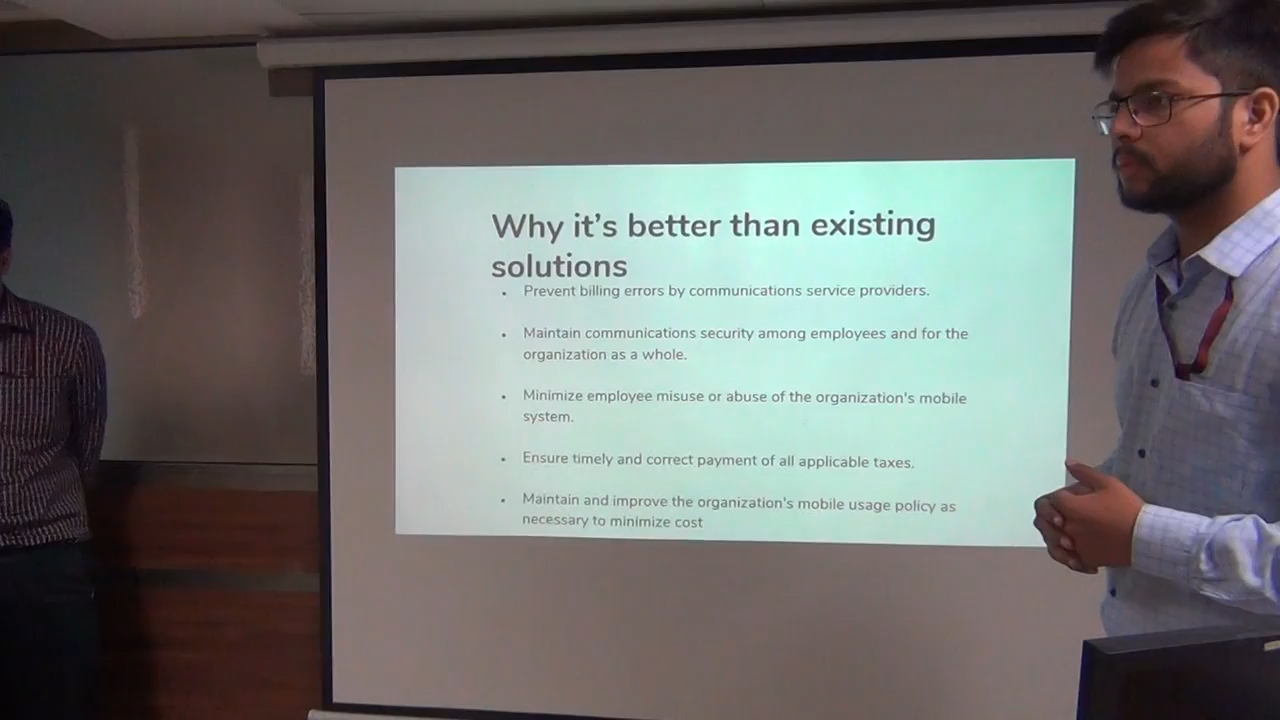 Why it's better than existing
solutions
• Prevent billing errors by communications service providers.
• Maintain communications security among employees and for the
organization as a whole.
• Minimize employee misuse or abuse of the organization's mobile
system.
• Ensure timely and correct payment of all applicable taxes.
• Maintain and improve the organization's mobile usage policy as
necessary to minimize cost